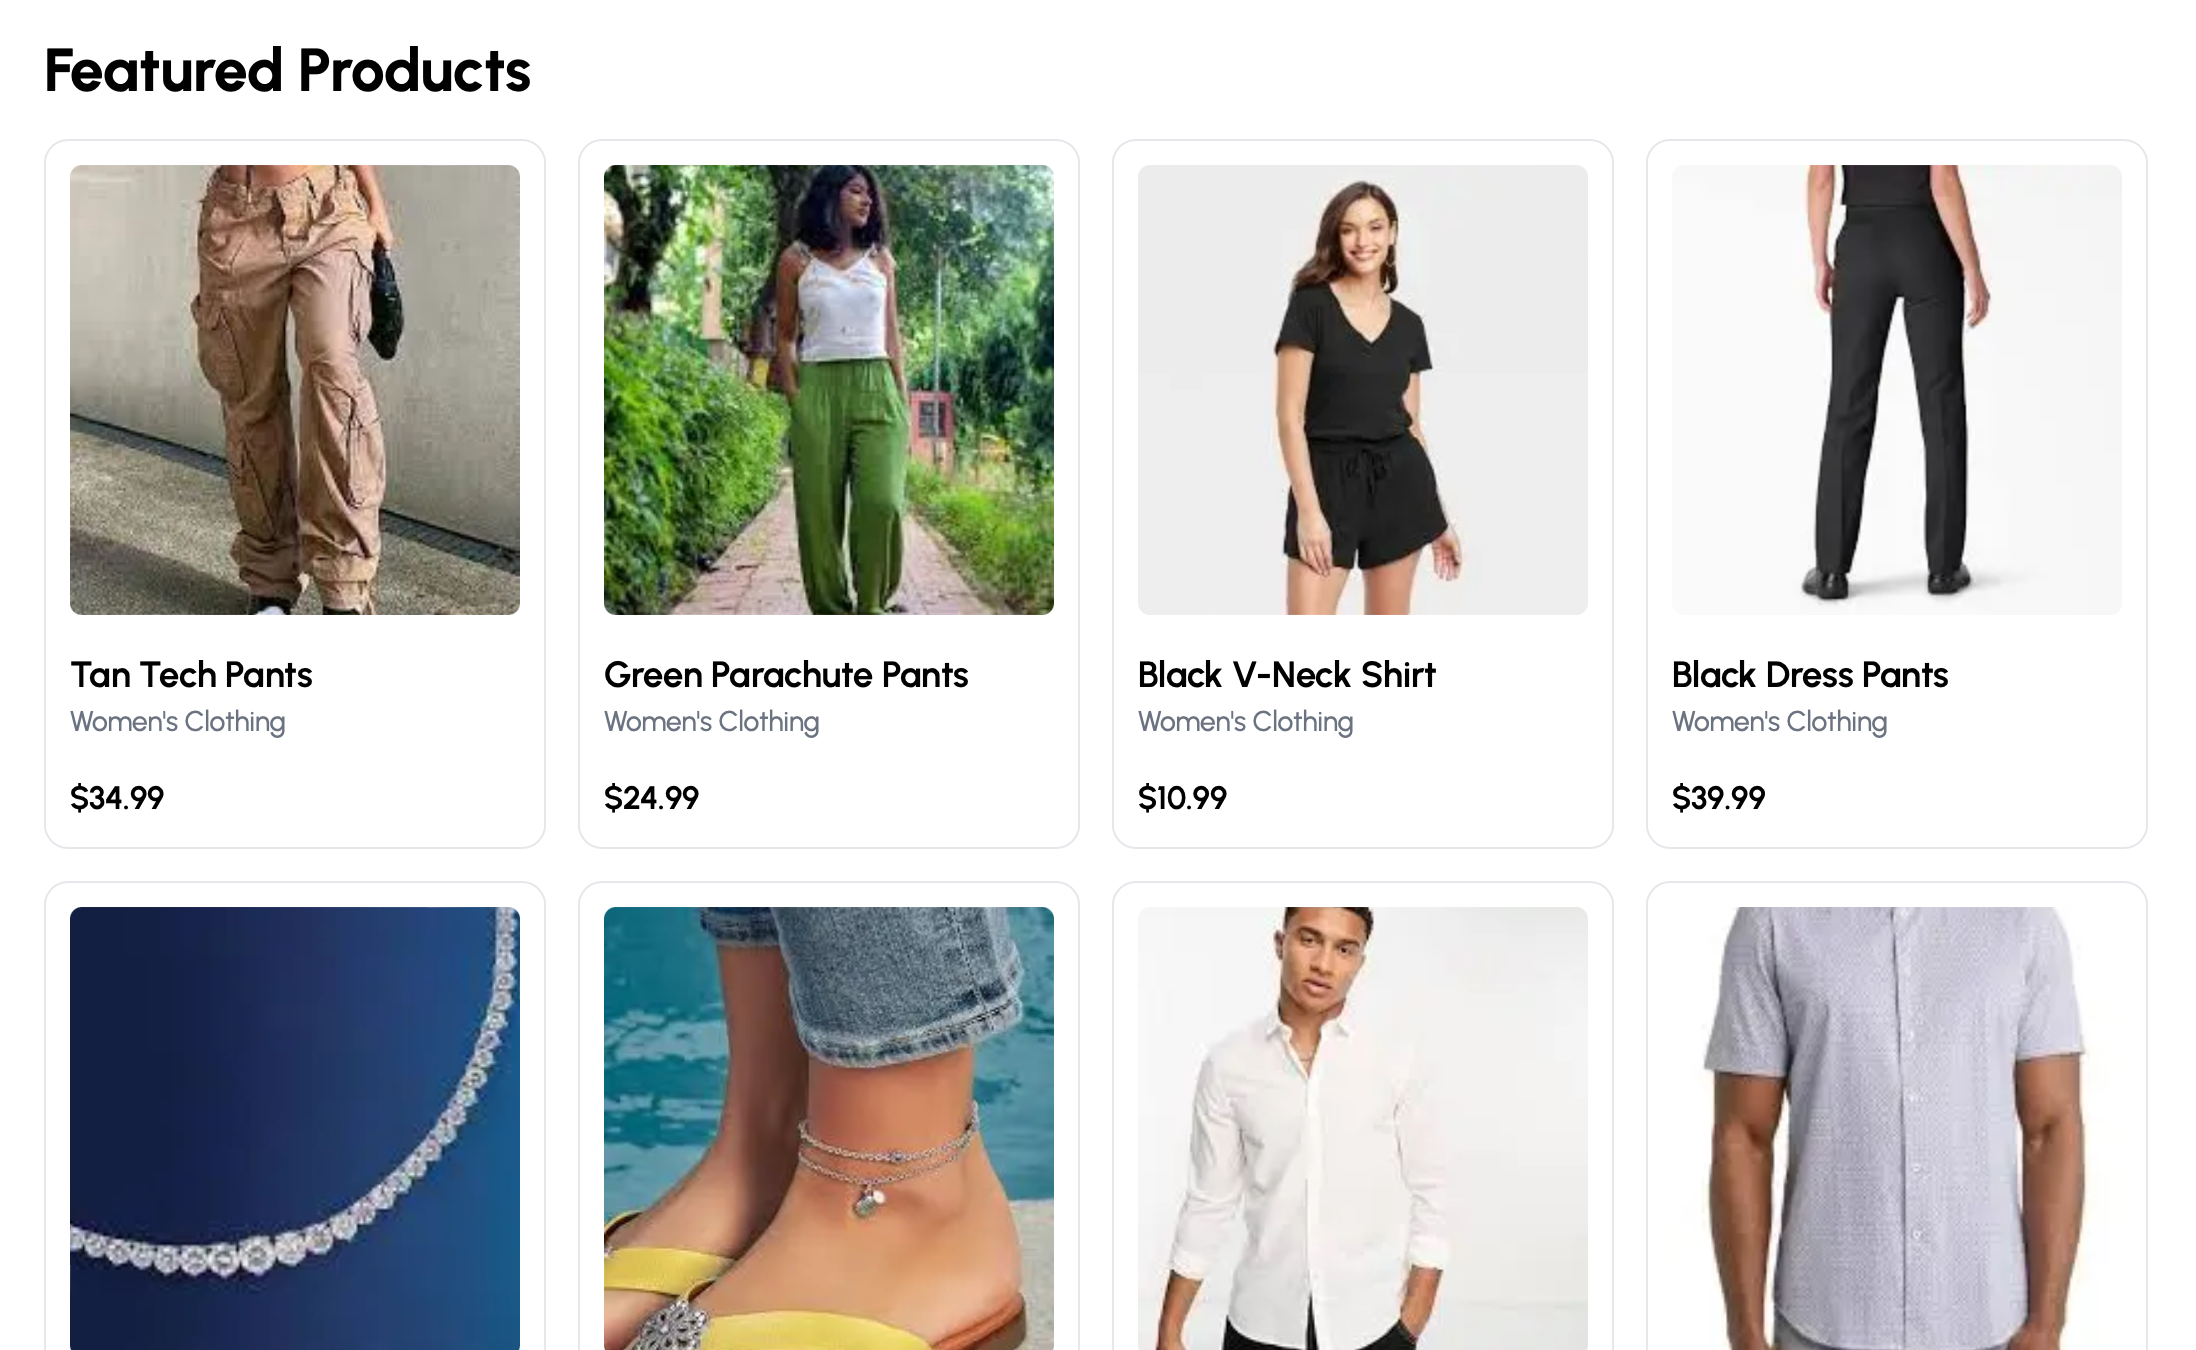 Featured Products
Tan Tech Pants
Women's Clothing
$34.99
Green Parachute Pants
Women's Clothing
$24.99
Black V-Neck Shirt
Women's Clothing
$10.99
Black Dress Pants
Women's Clothing
$39.99